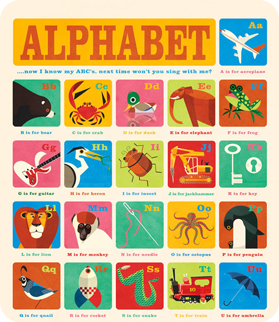 ALPHABET Aa
....now I know my ABC's, next time won't you sing with me? A is for aeroplane
Bb Cc Dd Ee Ff
B is for bear C is for crab D is for duck E is for elephant F is for frog
Gg Hh Ii Jj Kk
G is for guitar H is for heron I is for insect J is for jackhammer K is for key
Ll Mm Nn Oo Pp
L is for lion M is for monkey N is for needle O is for octopus P is for penguin
Qq Rr Ss Tt Uu
Q is for quail R is for rocket S is for snake T is for train U is for umbrella